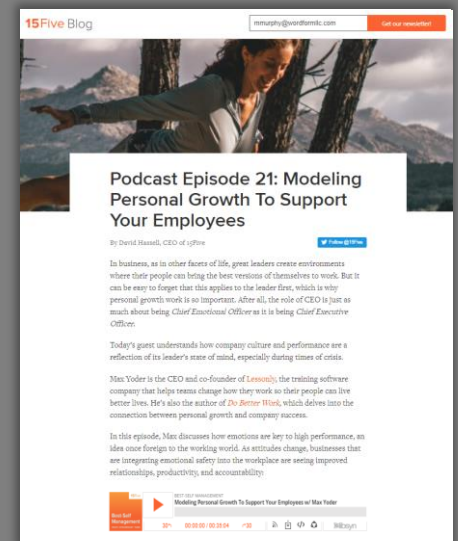 15Five Blog
mmurphy@wordformllc.com
Get our newsletter!
Podcast Episode 21: Modeling
Personal Growth To Support
Your Employees
By David Hassell, CEO of 15Five
Follow @15Five
In business, as in other facets of life, great leaders create environments
where their people can bring the best versions of themselves to work. But it
can be easy to forget that this applies to the leader first, which is why
personal growth work is so important. After all, the role of CEO is just as
much about being Chief Emotional Officer as it is being Chief Executive
Officer.
Today's guest understands how company culture and performance are a
reflection of its leader's state of mind, especially during times of crisis.
Max Yoder is the CEO and co-founder of Lessonly, the training software
company that helps teams change how they work so their people can live
better lives. He's also the author of Do Better Work, which delves into the
connection between personal growth and company success.
In this episode, Max discusses how emotions are key to high performance, an
idea once foreign to the working world. As attitudes change, businesses that
are integrating emotional safety into the workplace are seeing improved
relationships, productivity, and accountability:
BEST-SELF MANAGEMENT
Modeling Personal Growth To Support Your Employees w/ Max Yoder
Best-Self
Management
00:00:00 / 00:39:04
libsyn